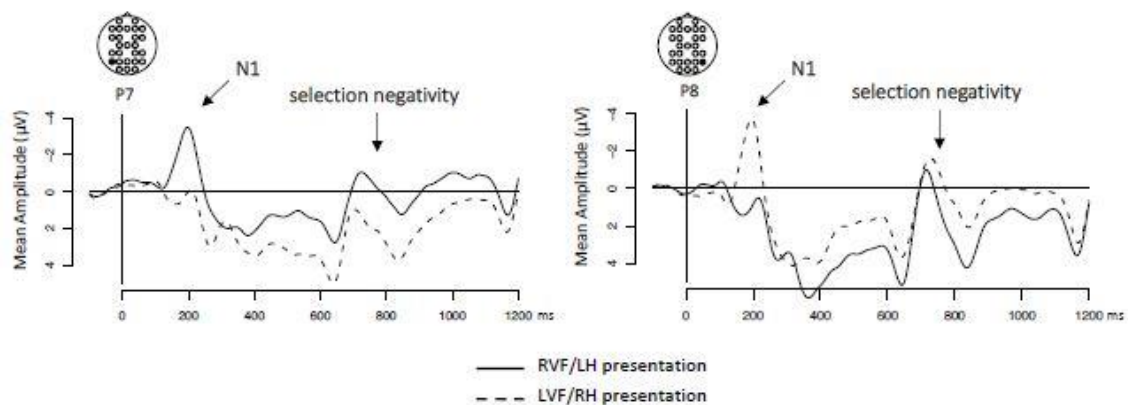 N1
P7
selection negativity
Mean Amplitude (µV)
-4
-2
0
2
4
0
200
400
600
800
1000
1200 ms
N1
P8
selection negativity
Mean Amplitude (µV)
-4
-2
0
2
4
0
200
400
600
800
1000
1200 ms
RVF/LH presentation
LVF/RH presentation